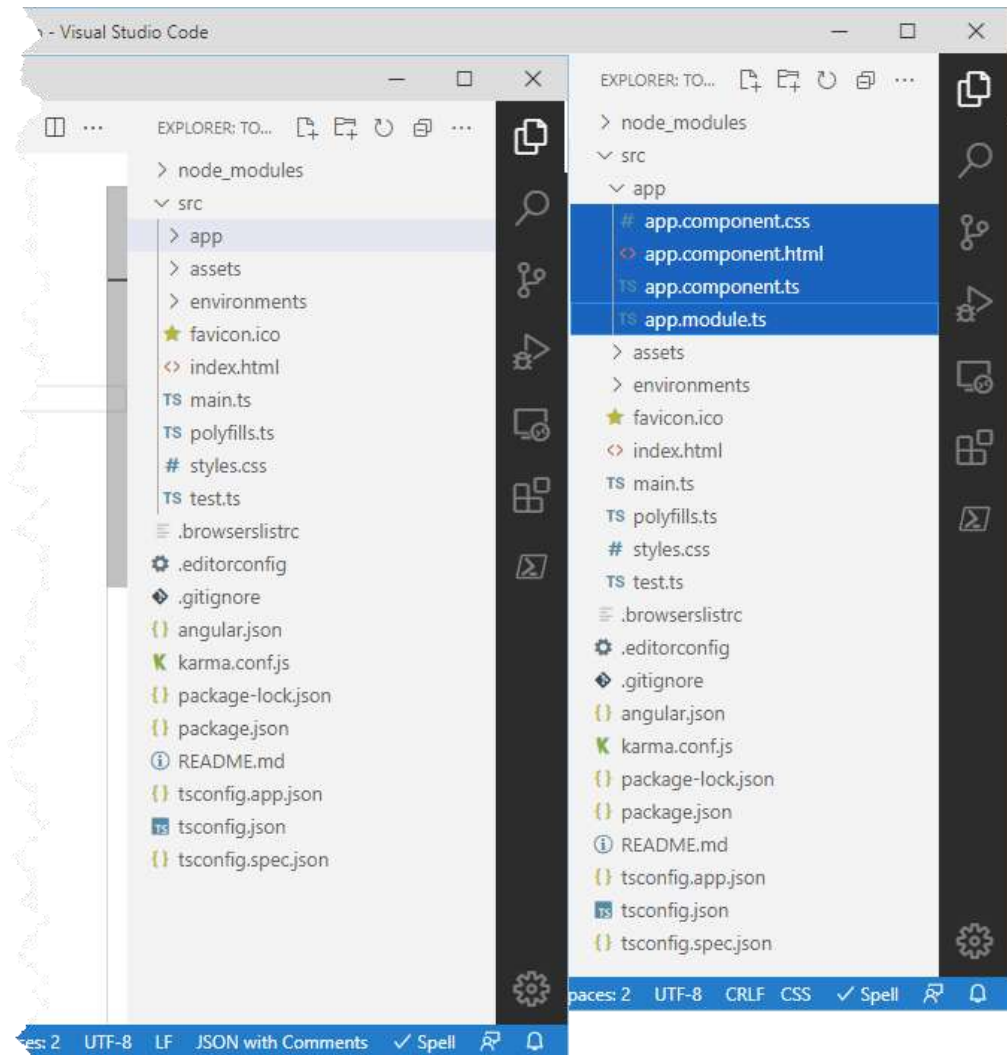 - Visual Studio Code
EXPLORER: TO...
node_modules
src
app
assets
environments
favicon.ico
<> index.html
TS main.ts
TS polyfills.ts
# styles.css
TS test.ts
.browserslistrc
.editorconfig
.gitignore
{} angular.json
K karma.conf.js
{} package-lock.json
{} package.json
README.md
{} tsconfig.app.json
TS tsconfig.json
{} tsconfig.spec.json
es: 2 UTF-8 LF JSON with Comments ✓ Spell
EXPLORER: TO...
node_modules
src
app
# app.component.css
<> app.component.html
TS app.component.ts
TS app.module.ts
assets
environments
favicon.ico
<> index.html
TS main.ts
TS polyfills.ts
# styles.css
TS test.ts
.browserslistrc
.editorconfig
.gitignore
{} angular.json
K karma.conf.js
{} package-lock.json
{} package.json
README.md
{} tsconfig.app.json
TS tsconfig.json
{} tsconfig.spec.json
paces: 2 UTF-8 CRLF CSS ✓ Spell